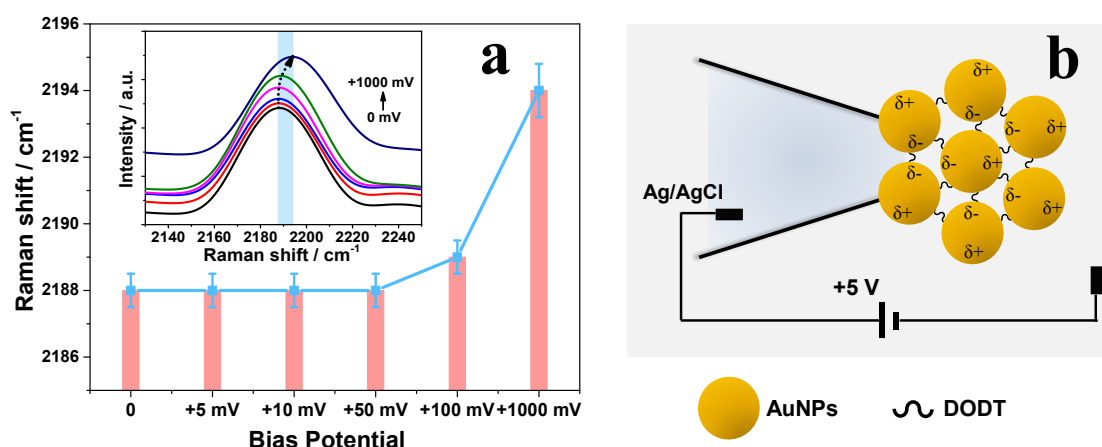 a
2196
2194
2192
2190
2188
2186
Raman shift / cm⁻¹
0
+5 mV
+10 mV
+50 mV
+100 mV
+1000 mV
Bias Potential
Intensity / a.u.
+1000 mV
0 mV
2140
2160
2180
2200
2220
2240
Raman shift / cm⁻¹
b
Ag/AgCl
+5 V
δ+
δ-
δ+
δ-
δ-
δ+
δ-
δ+
δ-
δ+
δ-
δ+
δ-
δ+
AuNPs
DODT